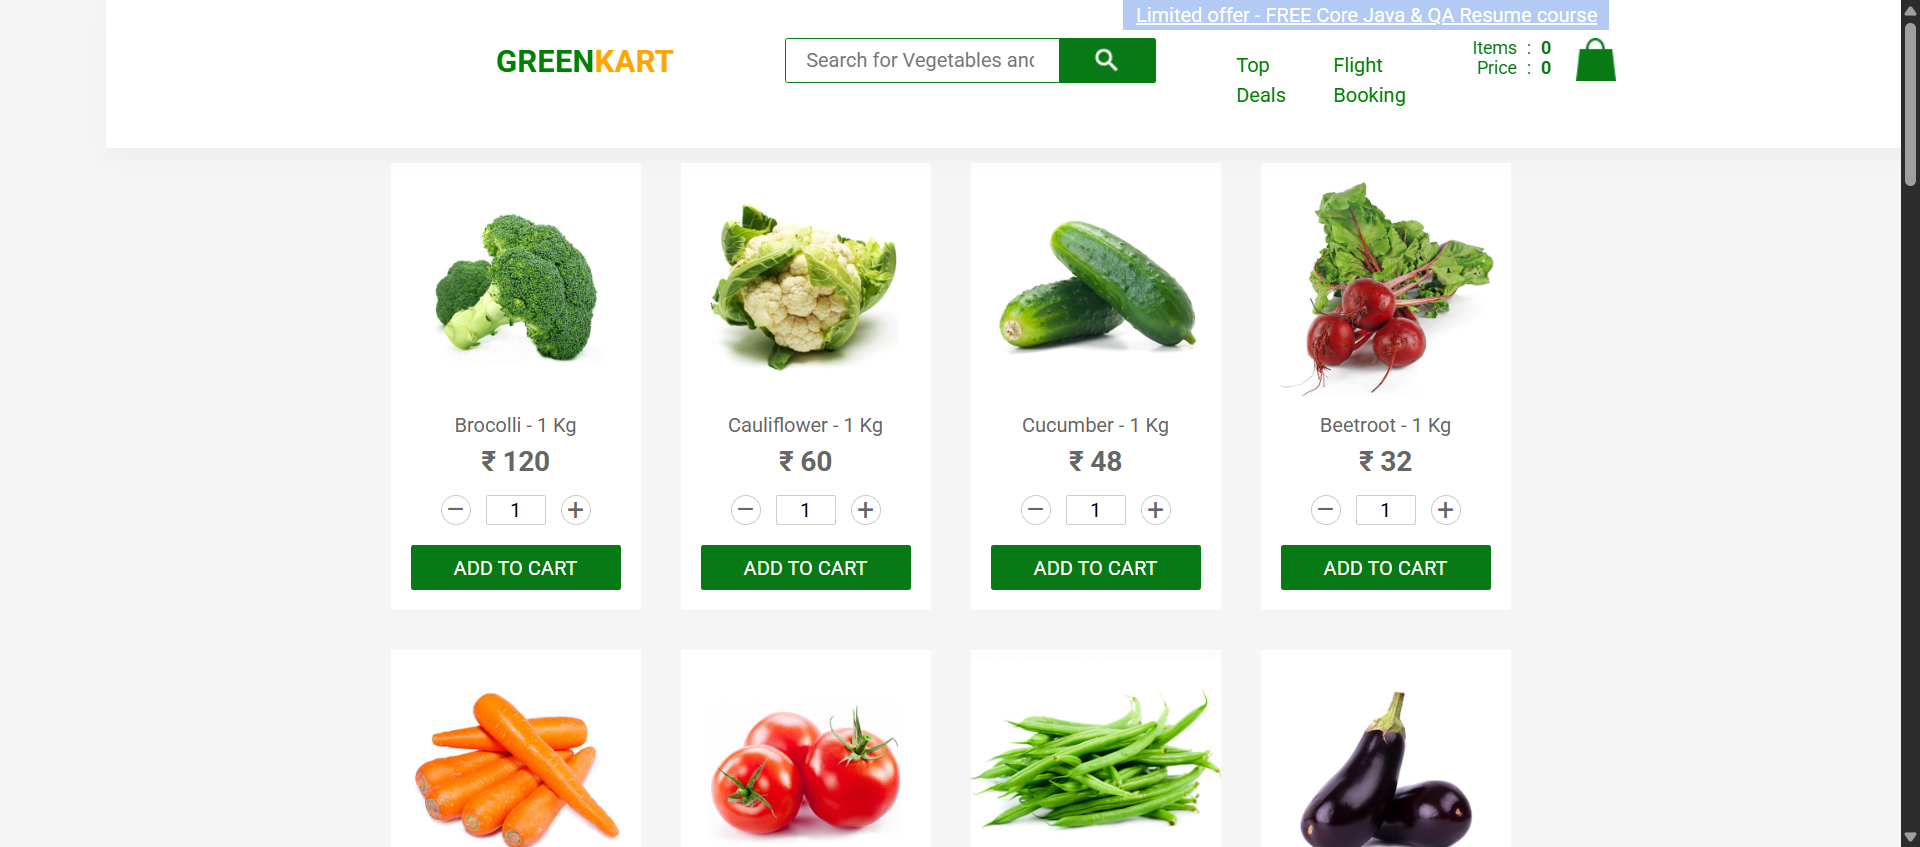 Limited offer - FREE Core Java & QA Resume course
GREENKART
Search for Vegetables and
Top Deals
Flight Booking
Items : 0
Price : 0
Brocolli - 1 Kg
₹ 120
− 1 +
ADD TO CART
Cauliflower - 1 Kg
₹ 60
− 1 +
ADD TO CART
Cucumber - 1 Kg
₹ 48
− 1 +
ADD TO CART
Beetroot - 1 Kg
₹ 32
− 1 +
ADD TO CART